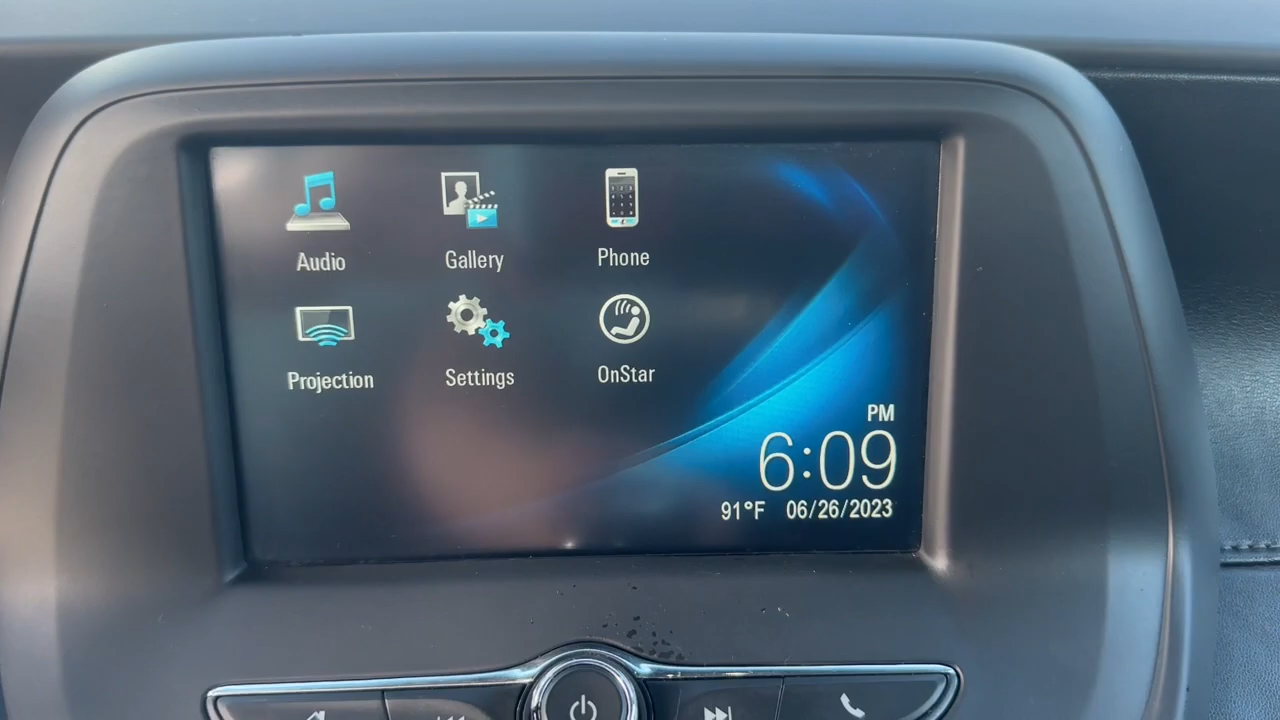 Audio Gallery Phone
Projection Settings OnStar
PM
6:09
91°F 06/26/2023